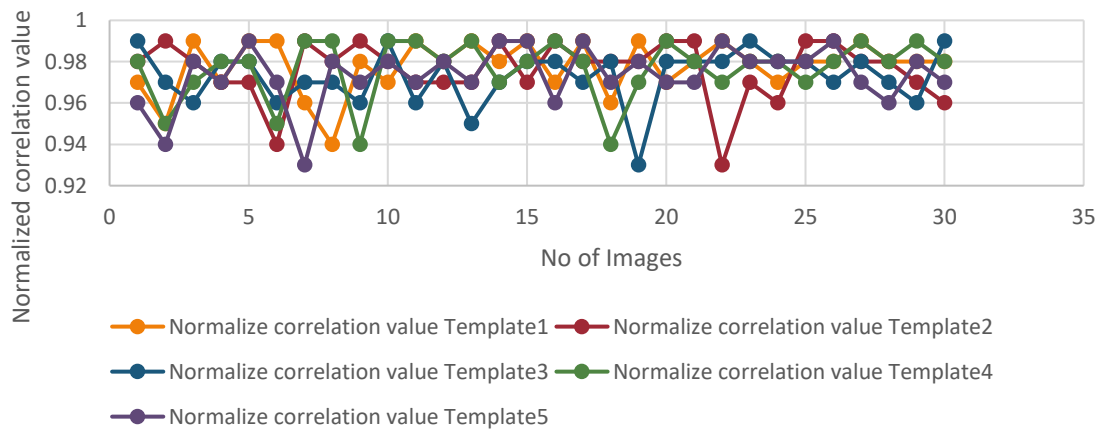 Normalized correlation value
1
0.98
0.96
0.94
0.92
0 5 10 15 20 25 30 35
No of Images
Normalize correlation value Template1 Normalize correlation value Template2
Normalize correlation value Template3 Normalize correlation value Template4
Normalize correlation value Template5